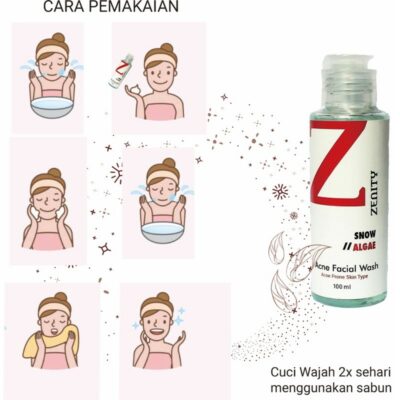 CARA PEMAKAIAN
Z
Z
ZENITY
SNOW
// ALGAE
Acne Facial Wash
Acne Prone Skin Type
100 ml
Cuci Wajah 2x sehari
menggunakan sabun